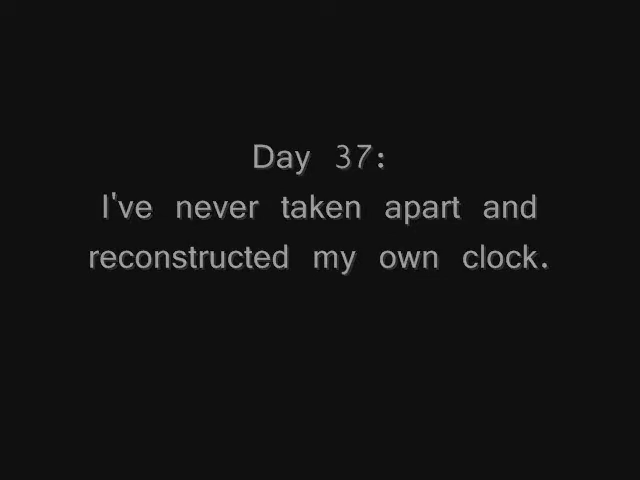 Day 37:
I've never taken apart and
reconstructed my own clock.